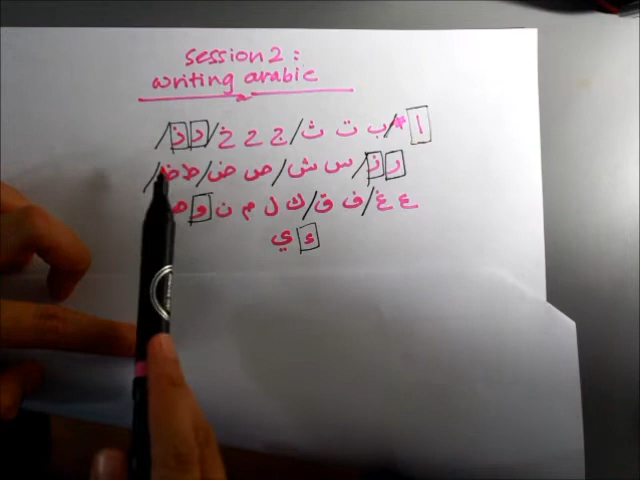 session 2 :
writing arabic
ا * / ب ت ث / ج ح خ / د ذ /
ر ز / س ش / ص ض / ط ظ /
ع غ / ف ق / ك ل م ن و ه
ء ي